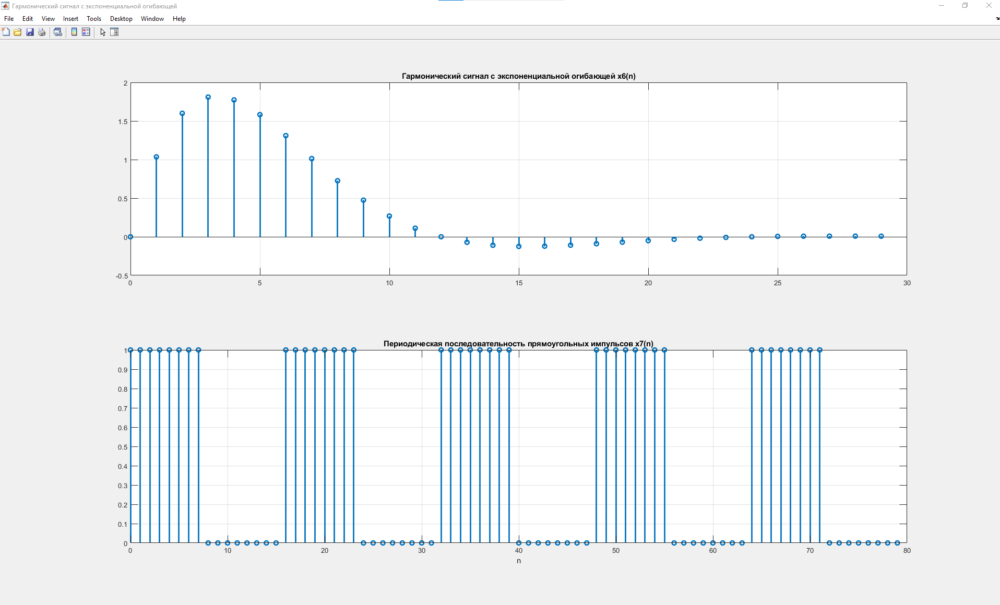 Гармонический сигнал с экспоненциальной огибающей
File Edit View Insert Tools Desktop Window Help
Гармонический сигнал с экспоненциальной огибающей x6(n)
2
1.5
1
0.5
0
-0.5
0 5 10 15 20 25 30
Периодическая последовательность прямоугольных импульсов x7(n)
1
0.9
0.8
0.7
0.6
0.5
0.4
0.3
0.2
0.1
0
0 10 20 30 40 50 60 70 80
n